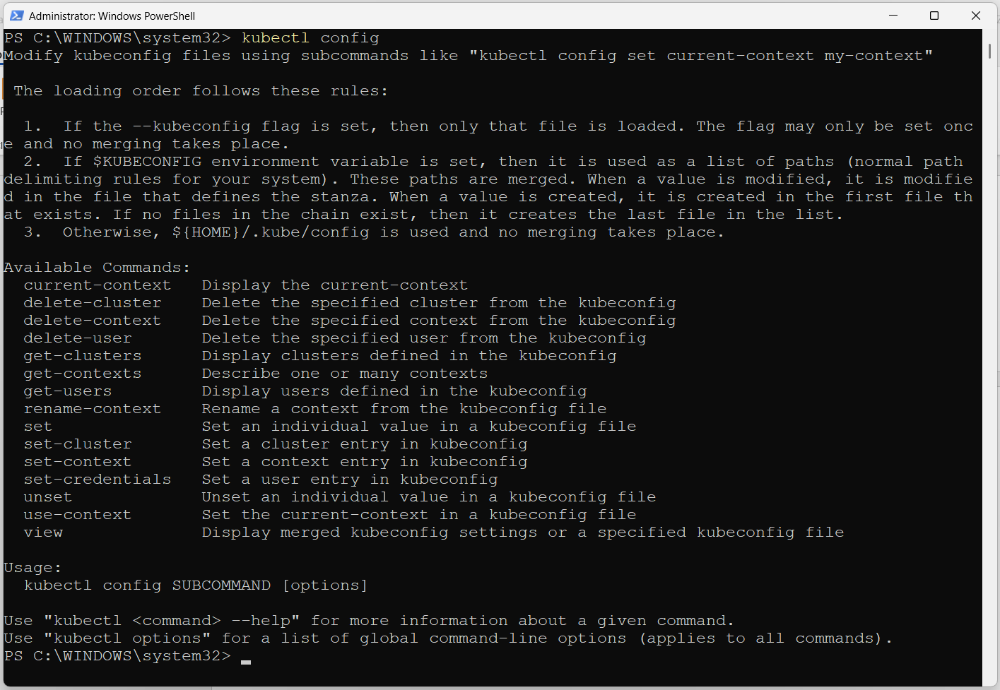 Administrator: Windows PowerShell
PS C:\WINDOWS\system32> kubectl config
Modify kubeconfig files using subcommands like "kubectl config set current-context my-context"
The loading order follows these rules:
1.  If the --kubeconfig flag is set, then only that file is loaded. The flag may only be set onc
e and no merging takes place.
2.  If $KUBECONFIG environment variable is set, then it is used as a list of paths (normal path
delimiting rules for your system). These paths are merged. When a value is modified, it is modifie
d in the file that defines the stanza. When a value is created, it is created in the first file th
at exists. If no files in the chain exist, then it creates the last file in the list.
3.  Otherwise, ${HOME}/.kube/config is used and no merging takes place.
Available Commands:
current-context   Display the current-context
delete-cluster    Delete the specified cluster from the kubeconfig
delete-context    Delete the specified context from the kubeconfig
delete-user       Delete the specified user from the kubeconfig
get-clusters      Display clusters defined in the kubeconfig
get-contexts      Describe one or many contexts
get-users         Display users defined in the kubeconfig
rename-context    Rename a context from the kubeconfig file
set               Set an individual value in a kubeconfig file
set-cluster       Set a cluster entry in kubeconfig
set-context       Set a context entry in kubeconfig
set-credentials   Set a user entry in kubeconfig
unset             Unset an individual value in a kubeconfig file
use-context       Set the current-context in a kubeconfig file
view              Display merged kubeconfig settings or a specified kubeconfig file
Usage:
kubectl config SUBCOMMAND [options]
Use "kubectl <command> --help" for more information about a given command.
Use "kubectl options" for a list of global command-line options (applies to all commands).
PS C:\WINDOWS\system32>